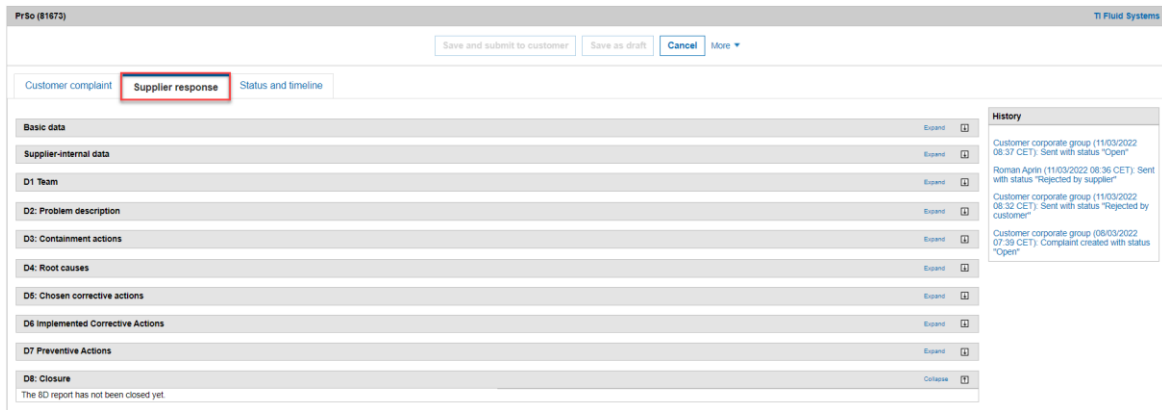 PrSo (81673)
TI Fluid Systems
Save and submit to customer
Save as draft
Cancel
More
Customer complaint
Supplier response
Status and timeline
Basic data
Expand
Supplier-internal data
Expand
D1 Team
Expand
D2: Problem description
Expand
D3: Containment actions
Expand
D4: Root causes
Expand
D5: Chosen corrective actions
Expand
D6 Implemented Corrective Actions
Expand
D7 Preventive Actions
Expand
D8: Closure
Collapse
The 8D report has not been closed yet.
History
Customer corporate group (11/03/2022
08:37 CET): Sent with status "Open"
Roman Aprin (11/03/2022 08:36 CET): Sent
with status "Rejected by supplier"
Customer corporate group (11/03/2022
08:32 CET): Sent with status "Rejected by
customer"
Customer corporate group (08/03/2022
07:39 CET): Complaint created with status
"Open"